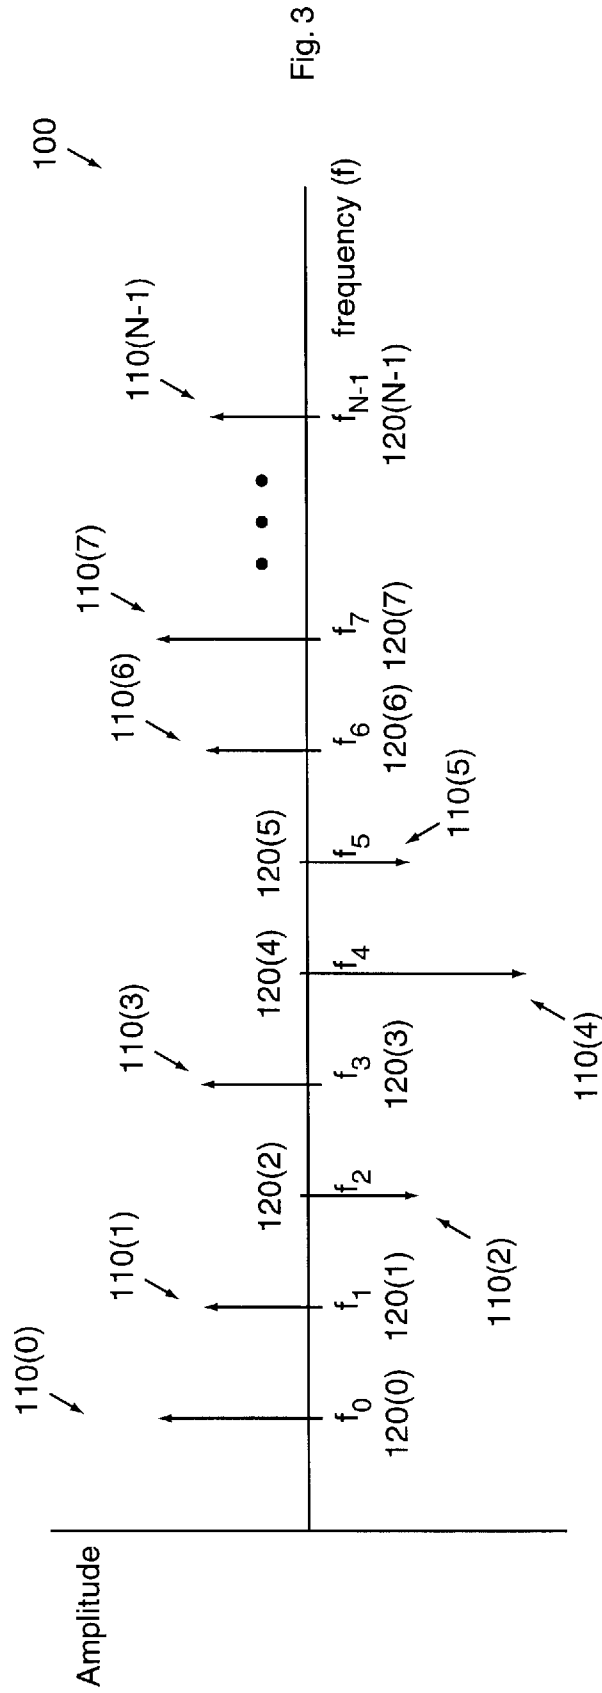 100
110(0)
110(1)
110(3)
110(6)
110(7)
110(N-1)
Amplitude
120(2)
120(4)
120(5)
f0
f1
f2
f3
f4
f5
f6
f7
fN-1
frequency (f)
120(0)
120(1)
120(3)
120(6)
120(7)
120(N-1)
110(2)
110(4)
110(5)
Fig. 3